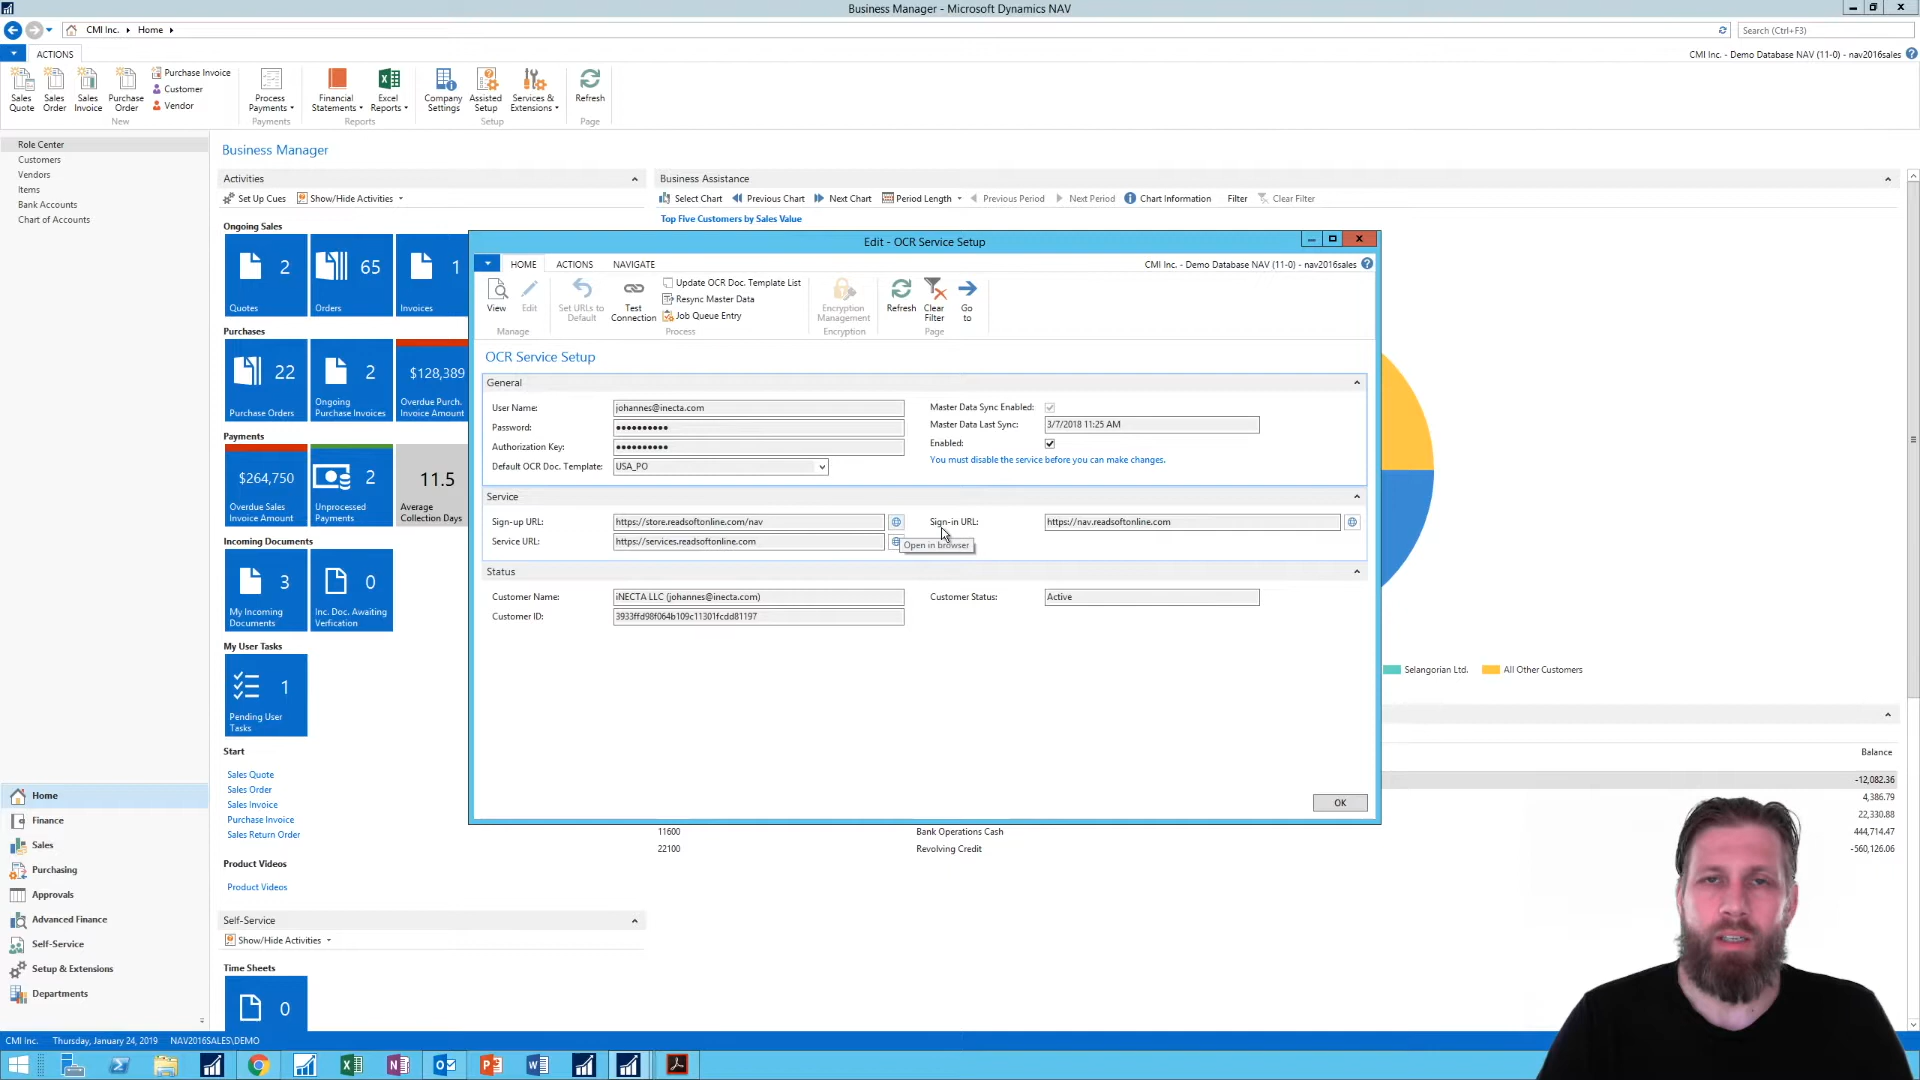 Business Manager - Microsoft Dynamics NAV
CMI Inc.
Home
Search (Ctrl+F3)
ACTIONS
CMI Inc. - Demo Database NAV (11-0) - nav2016sales
Sales Quote
Sales Order
Sales Invoice
Purchase Order
Purchase Invoice
Customer
Vendor
New
Process Payments
Payments
Financial Statements
Excel Reports
Reports
Company Settings
Assisted Setup
Services & Extensions
Setup
Refresh
Page
Role Center
Customers
Vendors
Items
Bank Accounts
Chart of Accounts
Business Manager
Activities
Set Up Cues
Show/Hide Activities
Business Assistance
Select Chart
Previous Chart
Next Chart
Period Length
Previous Period
Next Period
Chart Information
Filter
Clear Filter
Top Five Customers by Sales Value
Ongoing Sales
2
Quotes
65
Orders
1
Invoices
Purchases
22
Purchase Orders
2
Ongoing Purchase Invoices
$128,389
Overdue Purch. Invoice Amount
Payments
$264,750
Overdue Sales Invoice Amount
2
Unprocessed Payments
11.5
Average Collection Days
Incoming Documents
3
My Incoming Documents
0
Inc. Doc. Awaiting Verfication
My User Tasks
1
Pending User Tasks
Start
Sales Quote
Sales Order
Sales Invoice
Purchase Invoice
Sales Return Order
Product Videos
Product Videos
Self-Service
Show/Hide Activities
Time Sheets
0
Edit - OCR Service Setup
HOME
ACTIONS
NAVIGATE
CMI Inc. - Demo Database NAV (11-0) - nav2016sales
View
Edit
Manage
Set URLs to Default
Test Connection
Update OCR Doc. Template List
Resync Master Data
Job Queue Entry
Process
Encryption Management
Encryption
Refresh
Clear Filter
Go to
Page
OCR Service Setup
General
User Name: johannes@inecta.com
Password: ••••••••••
Authorization Key: ••••••••••
Default OCR Doc. Template: USA_PO
Master Data Sync Enabled:
Master Data Last Sync: 3/7/2018 11:25 AM
Enabled:
You must disable the service before you can make changes.
Service
Sign-up URL: https://store.readsoftonline.com/nav
Service URL: https://services.readsoftonline.com
Sign-in URL: https://nav.readsoftonline.com
Open in browser
Status
Customer Name: iNECTA LLC (johannes@inecta.com)
Customer ID: 3933ffd98f064b109c11301fcdd81197
Customer Status: Active
OK
Selangorian Ltd.
All Other Customers
Balance
-12,082.36
4,386.79
22,330.88
11600 Bank Operations Cash 444,714.47
22100 Revolving Credit -560,126.06
Home
Finance
Sales
Purchasing
Approvals
Advanced Finance
Self-Service
Setup & Extensions
Departments
CMI Inc.
Thursday, January 24, 2019
NAV2016SALES\DEMO